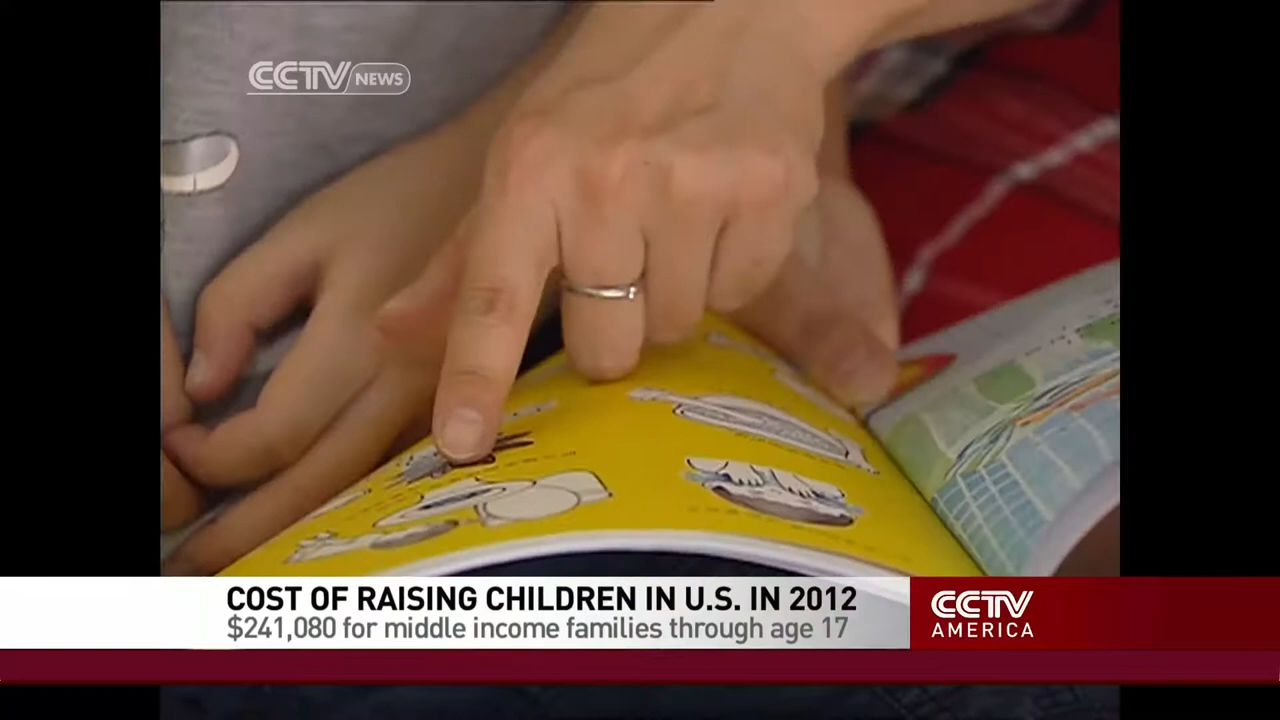 CCTV NEWS
COST OF RAISING CHILDREN IN U.S. IN 2012
$241,080 for middle income families through age 17
CCTV
AMERICA